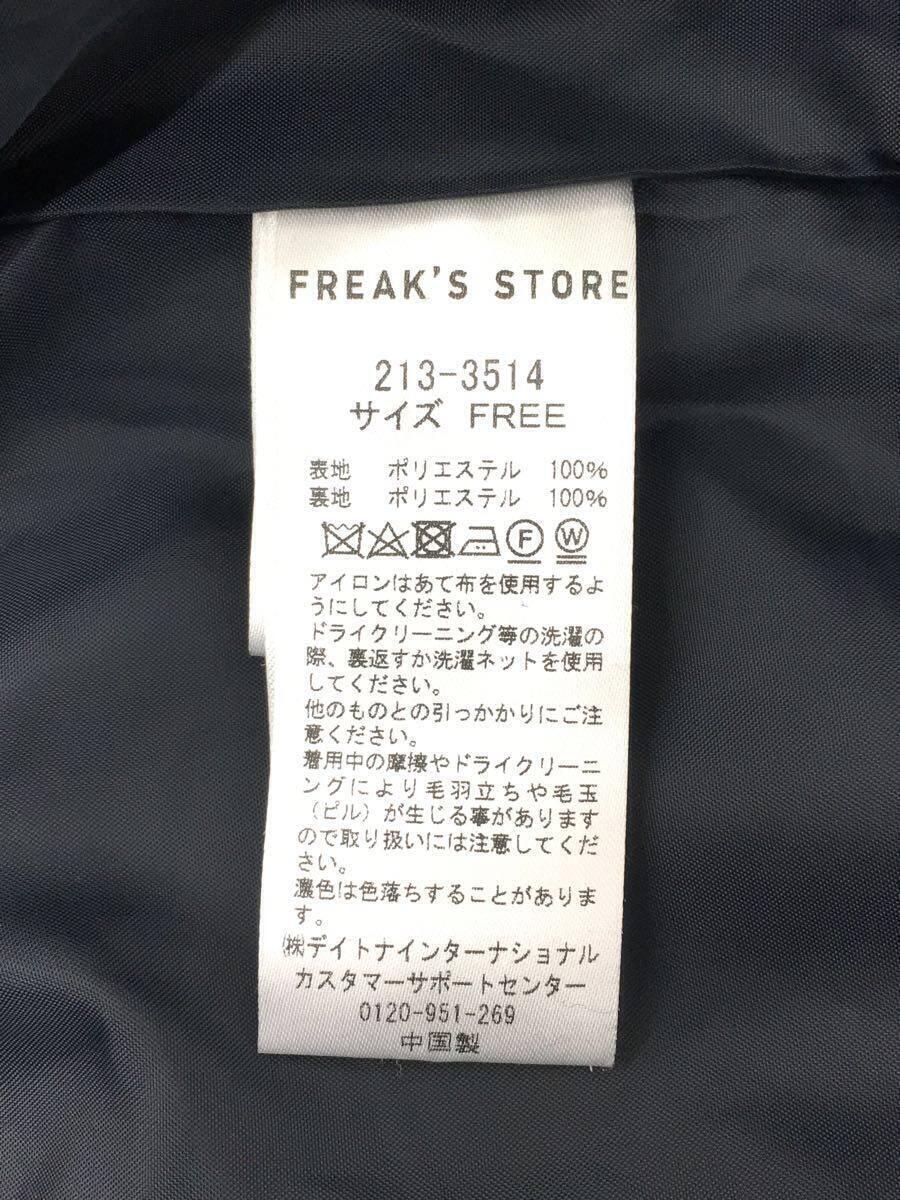 FREAK'S STORE
213-3514
サイズ FREE
表地 ポリエステル 100%
裏地 ポリエステル 100%
F W
アイロンはあて布を使用するよ
うにしてください。
ドライクリーニング等の洗濯の
際、裏返すか洗濯ネットを使用
してください。
他のものとの引っかかりにご注
意ください。
着用中の摩擦やドライクリーニ
ングにより毛羽立ちや毛玉
（ピル）が生じる事があります
ので取り扱いには注意してくだ
さい。
濃色は色落ちすることがありま
す。
㈱デイトナインターナショナル
カスタマーサポートセンター
0120-951-269
中国製